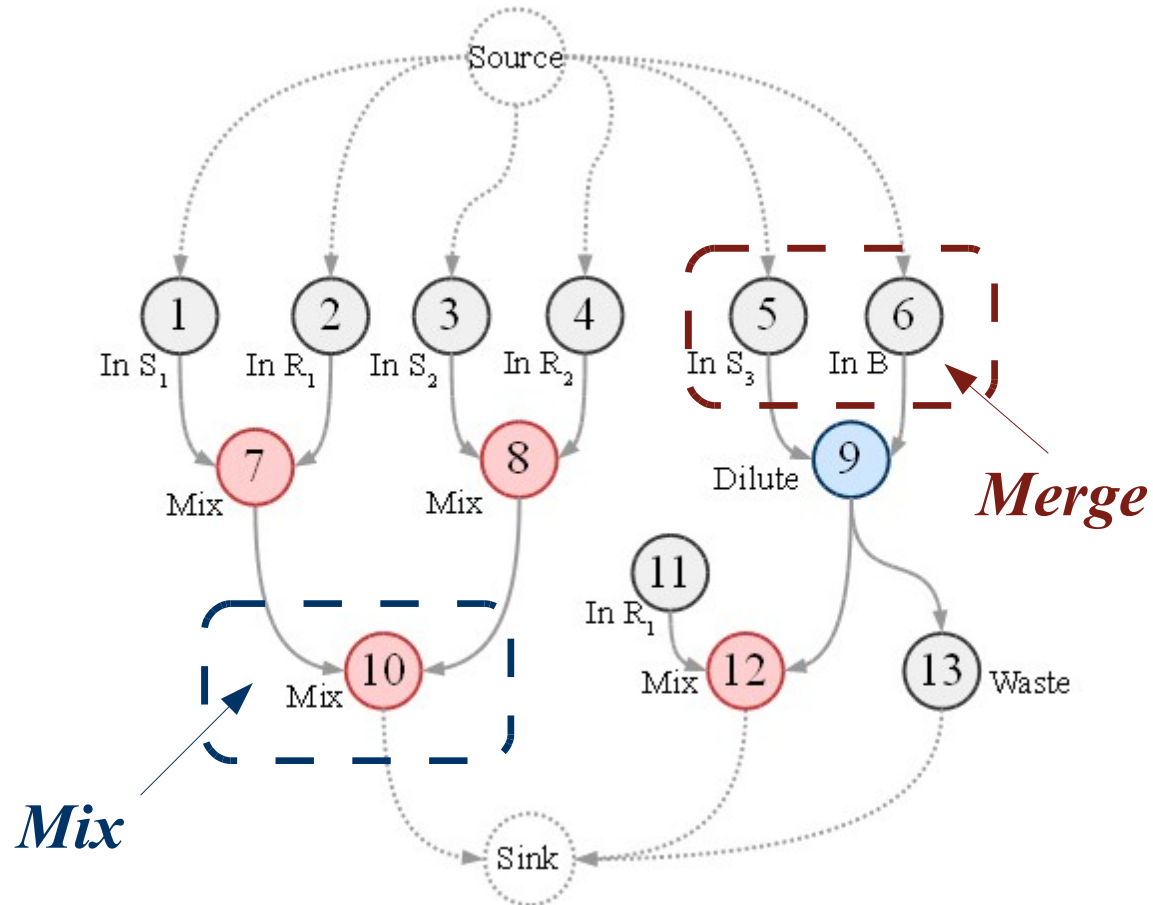 Source
1
2
3
4
5
6
In S1
In R1
In S2
In R2
In S3
In B
7
8
9
Mix
Mix
Dilute
Merge
11
In R1
10
12
13
Mix
Mix
Waste
Mix
Sink